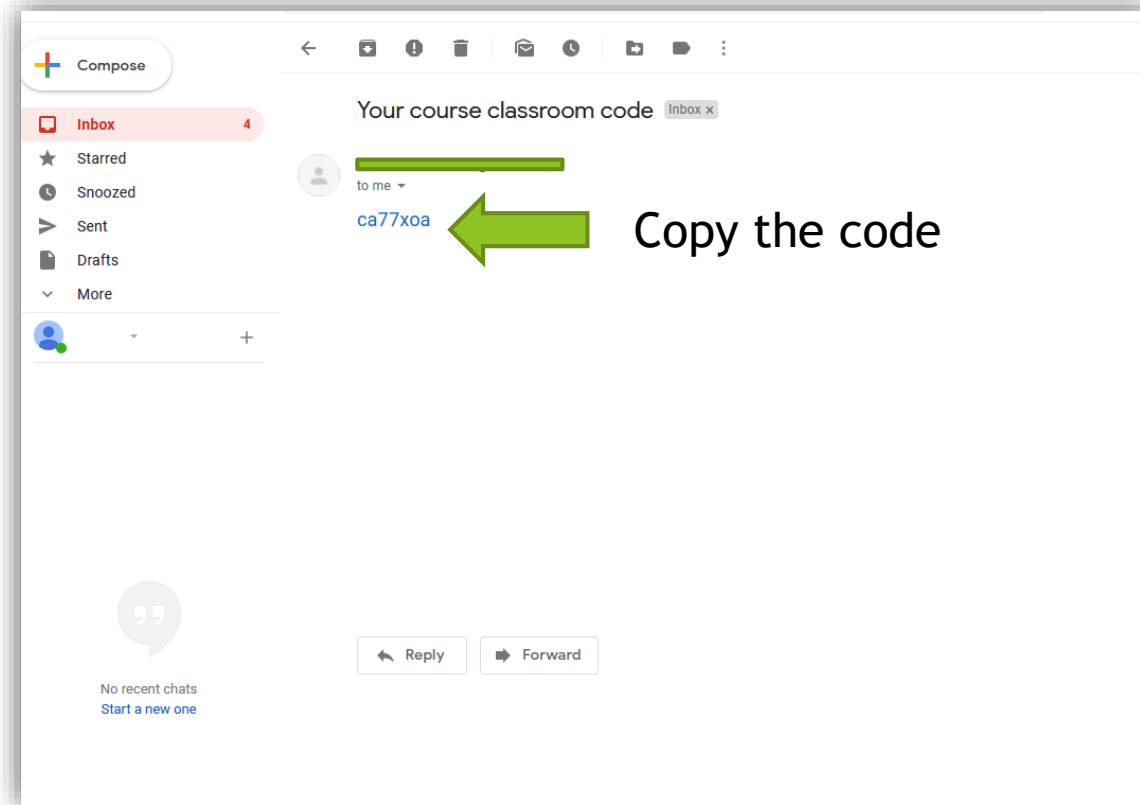 Compose
Inbox 4
Starred
Snoozed
Sent
Drafts
More
Your course classroom code Inbox x
to me
ca77xoa
Copy the code
Reply Forward
No recent chats
Start a new one